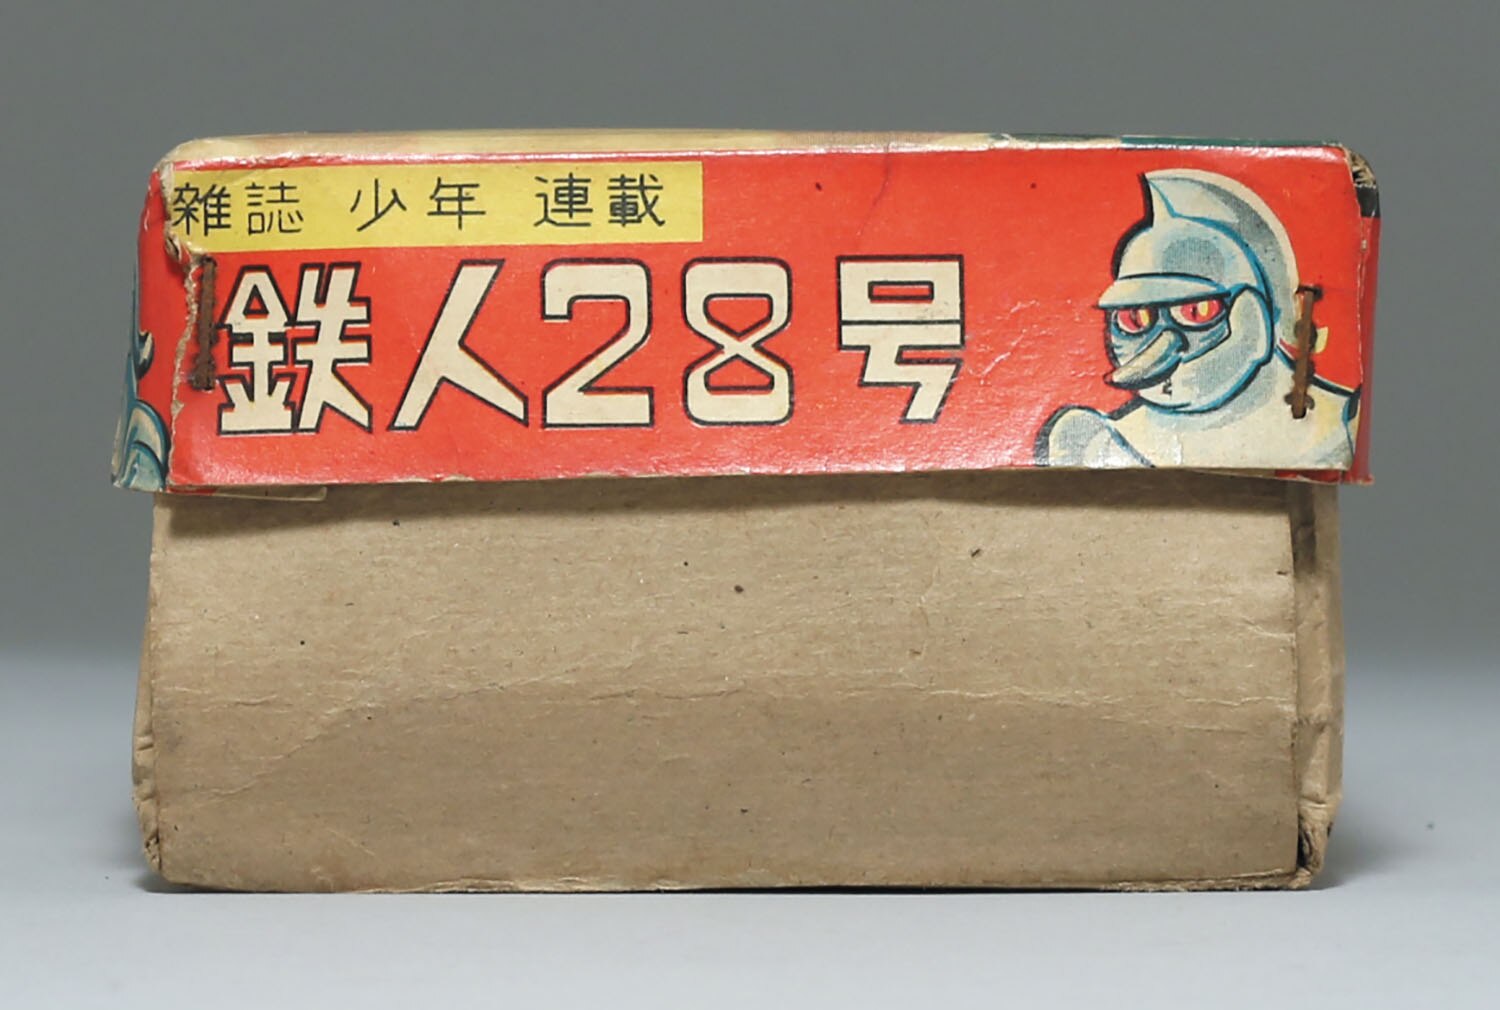 雑誌 少年 連載
鉄人28号